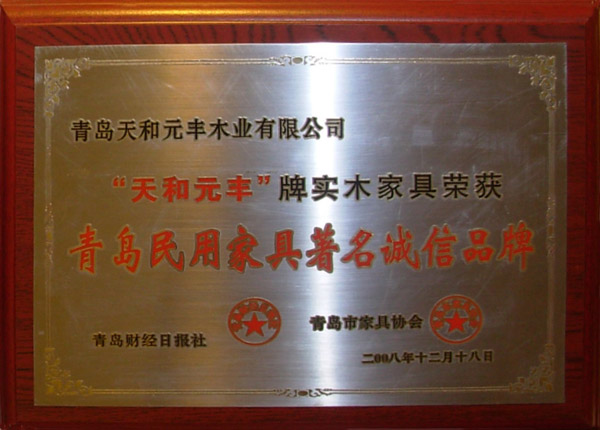 青岛天和元丰木业有限公司
“天和元丰”牌实木家具荣获
青岛民用家具著名诚信品牌
青岛财经日报社
青岛市家具协会
二00八年十二月十八日